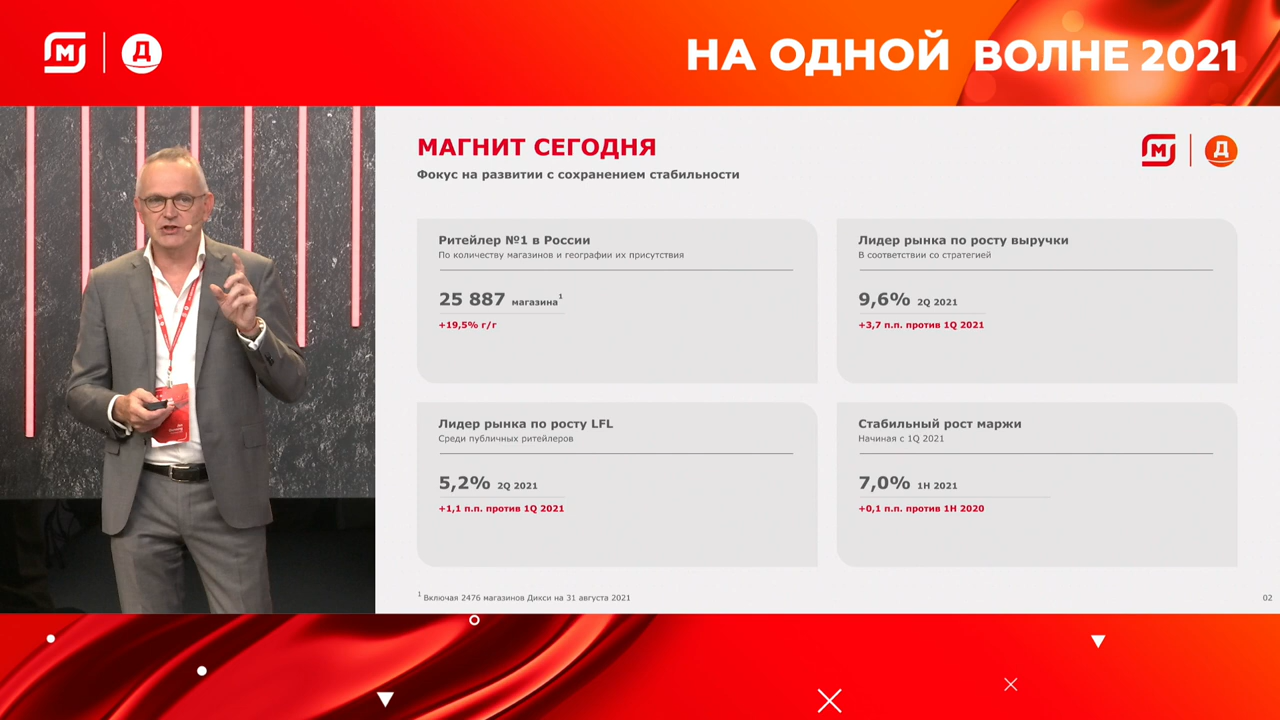 М Д
НА ОДНОЙ ВОЛНЕ 2021
МАГНИТ СЕГОДНЯ
Фокус на развитии с сохранением стабильности
М Д
Ритейлер №1 в России
По количеству магазинов и географии их присутствия
25 887 магазина¹
+19,5% г/г
Лидер рынка по росту выручки
В соответствии со стратегией
9,6% 2Q 2021
+3,7 п.п. против 1Q 2021
Лидер рынка по росту LFL
Среди публичных ритейлеров
5,2% 2Q 2021
+1,1 п.п. против 1Q 2021
Стабильный рост маржи
Начиная с 1Q 2021
7,0% 1H 2021
+0,1 п.п. против 1H 2020
¹ Включая 2476 магазинов Дикси на 31 августа 2021
02
Jan